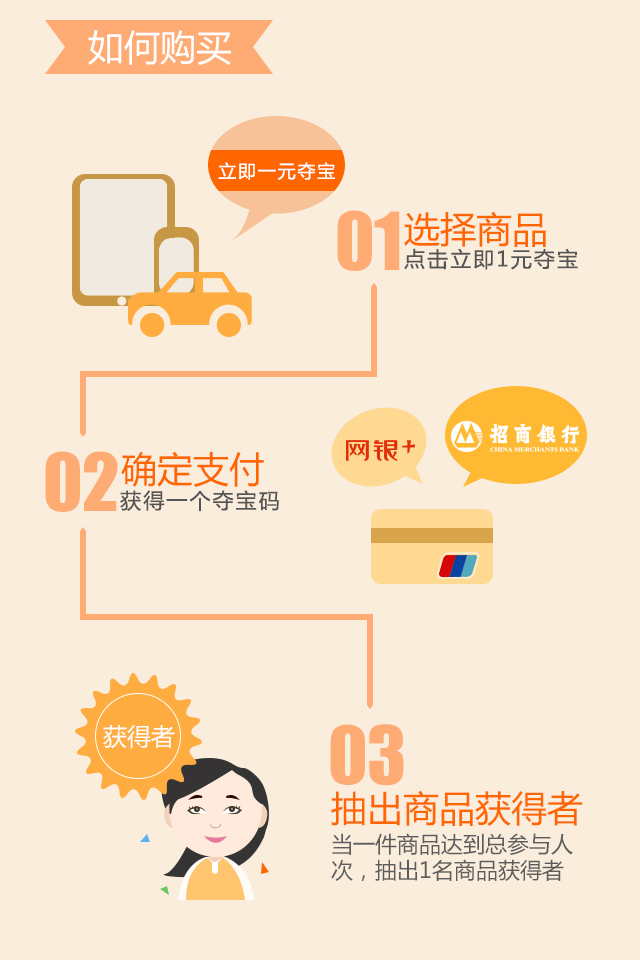 如何购买
立即一元夺宝
01
选择商品
点击立即1元夺宝
02
确定支付
获得一个夺宝码
网银+
招商银行
CHINA MERCHANTS BANK
获得者
03
抽出商品获得者
当一件商品达到总参与人
次，抽出1名商品获得者